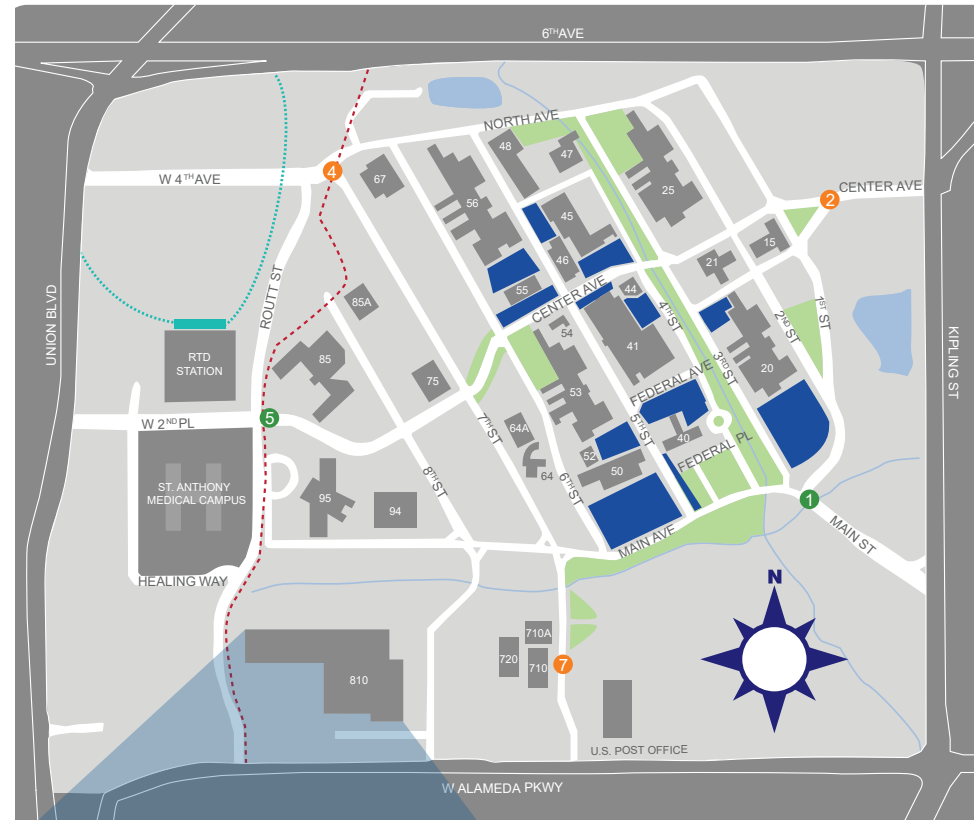 6TH AVE
NORTH AVE
48
47
4
67
W 4TH AVE
25
2
CENTER AVE
56
45
15
46
21
ROUTT ST
55
44
85A
CENTER AVE
4TH ST
2ND ST
1ST ST
UNION BLVD
KIPLING ST
54
41
RTD
STATION
85
3RD ST
20
75
53
FEDERAL AVE
W 2ND PL
5
64A
7TH ST
5TH ST
40
FEDERAL PL
52
50
64
6TH ST
8TH ST
ST. ANTHONY
MEDICAL CAMPUS
95
94
1
MAIN ST
MAIN AVE
HEALING WAY
N
710A
720
710
7
810
U.S. POST OFFICE
W ALAMEDA PKWY